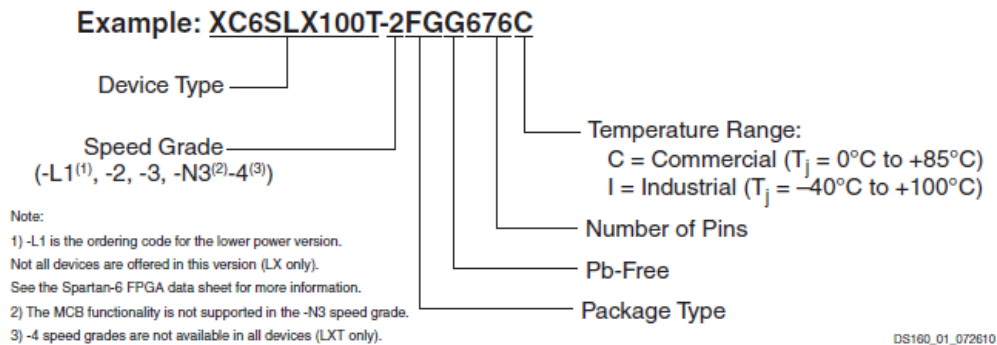 Example: XC6SLX100T-2FGG676C
Device Type
Speed Grade
(-L1(1), -2, -3, -N3(2)-4(3))
Temperature Range:
C = Commercial (Tj = 0°C to +85°C)
I = Industrial (Tj = –40°C to +100°C)
Number of Pins
Pb-Free
Package Type
Note:
1) -L1 is the ordering code for the lower power version.
Not all devices are offered in this version (LX only).
See the Spartan-6 FPGA data sheet for more information.
2) The MCB functionality is not supported in the -N3 speed grade.
3) -4 speed grades are not available in all devices (LXT only).
DS160_01_072610